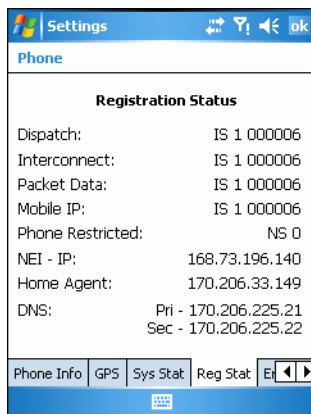 Settings ok
Phone
Registration Status
Dispatch: IS 1 000006
Interconnect: IS 1 000006
Packet Data: IS 1 000006
Mobile IP: IS 1 000006
Phone Restricted: NS 0
NEI - IP: 168.73.196.140
Home Agent: 170.206.33.149
DNS: Pri - 170.206.225.21
Sec - 170.206.225.22
Phone Info GPS Sys Stat Reg Stat Er